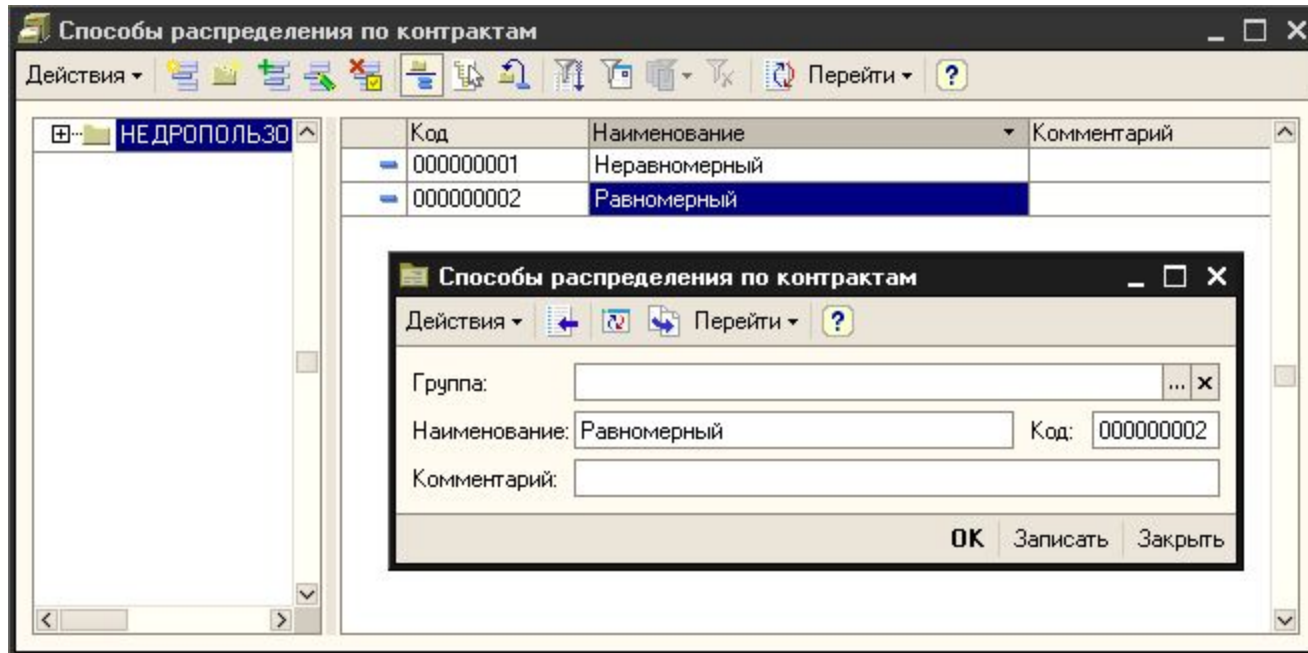 Способы распределения по контрактам
Действия Перейти ?
НЕДРОПОЛЬЗО
Код Наименование Комментарий
000000001 Неравномерный
000000002 Равномерный
Способы распределения по контрактам
Действия Перейти ?
Группа: ... x
Наименование: Равномерный Код: 000000002
Комментарий:
OK Записать Закрыть